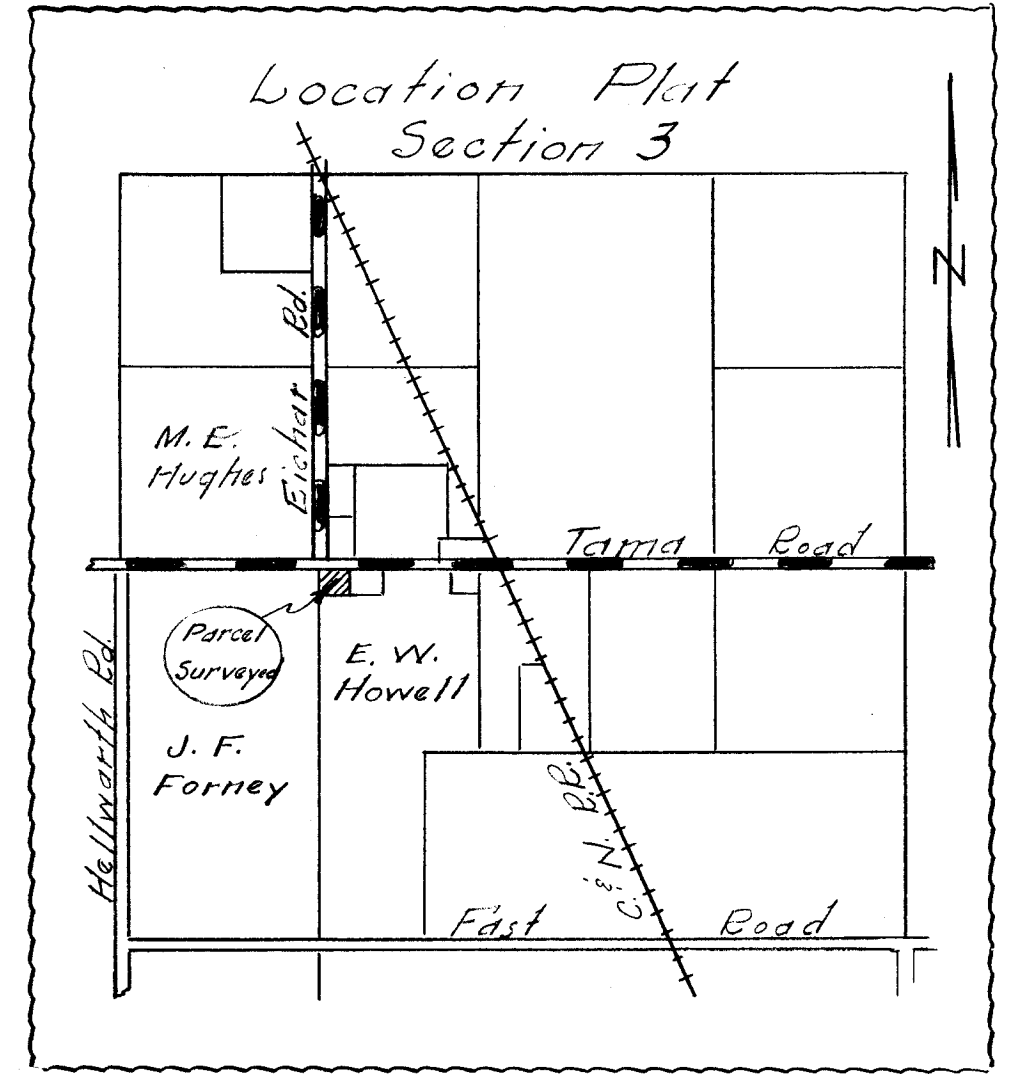 Location Plat
Section 3
N
Eichar Rd.
M. E.
Hughes
Tama Road
Parcel
Surveyed
E. W.
Howell
Hellwarth Rd.
J. F.
Forney
C. & N. R.R.
Fast Road